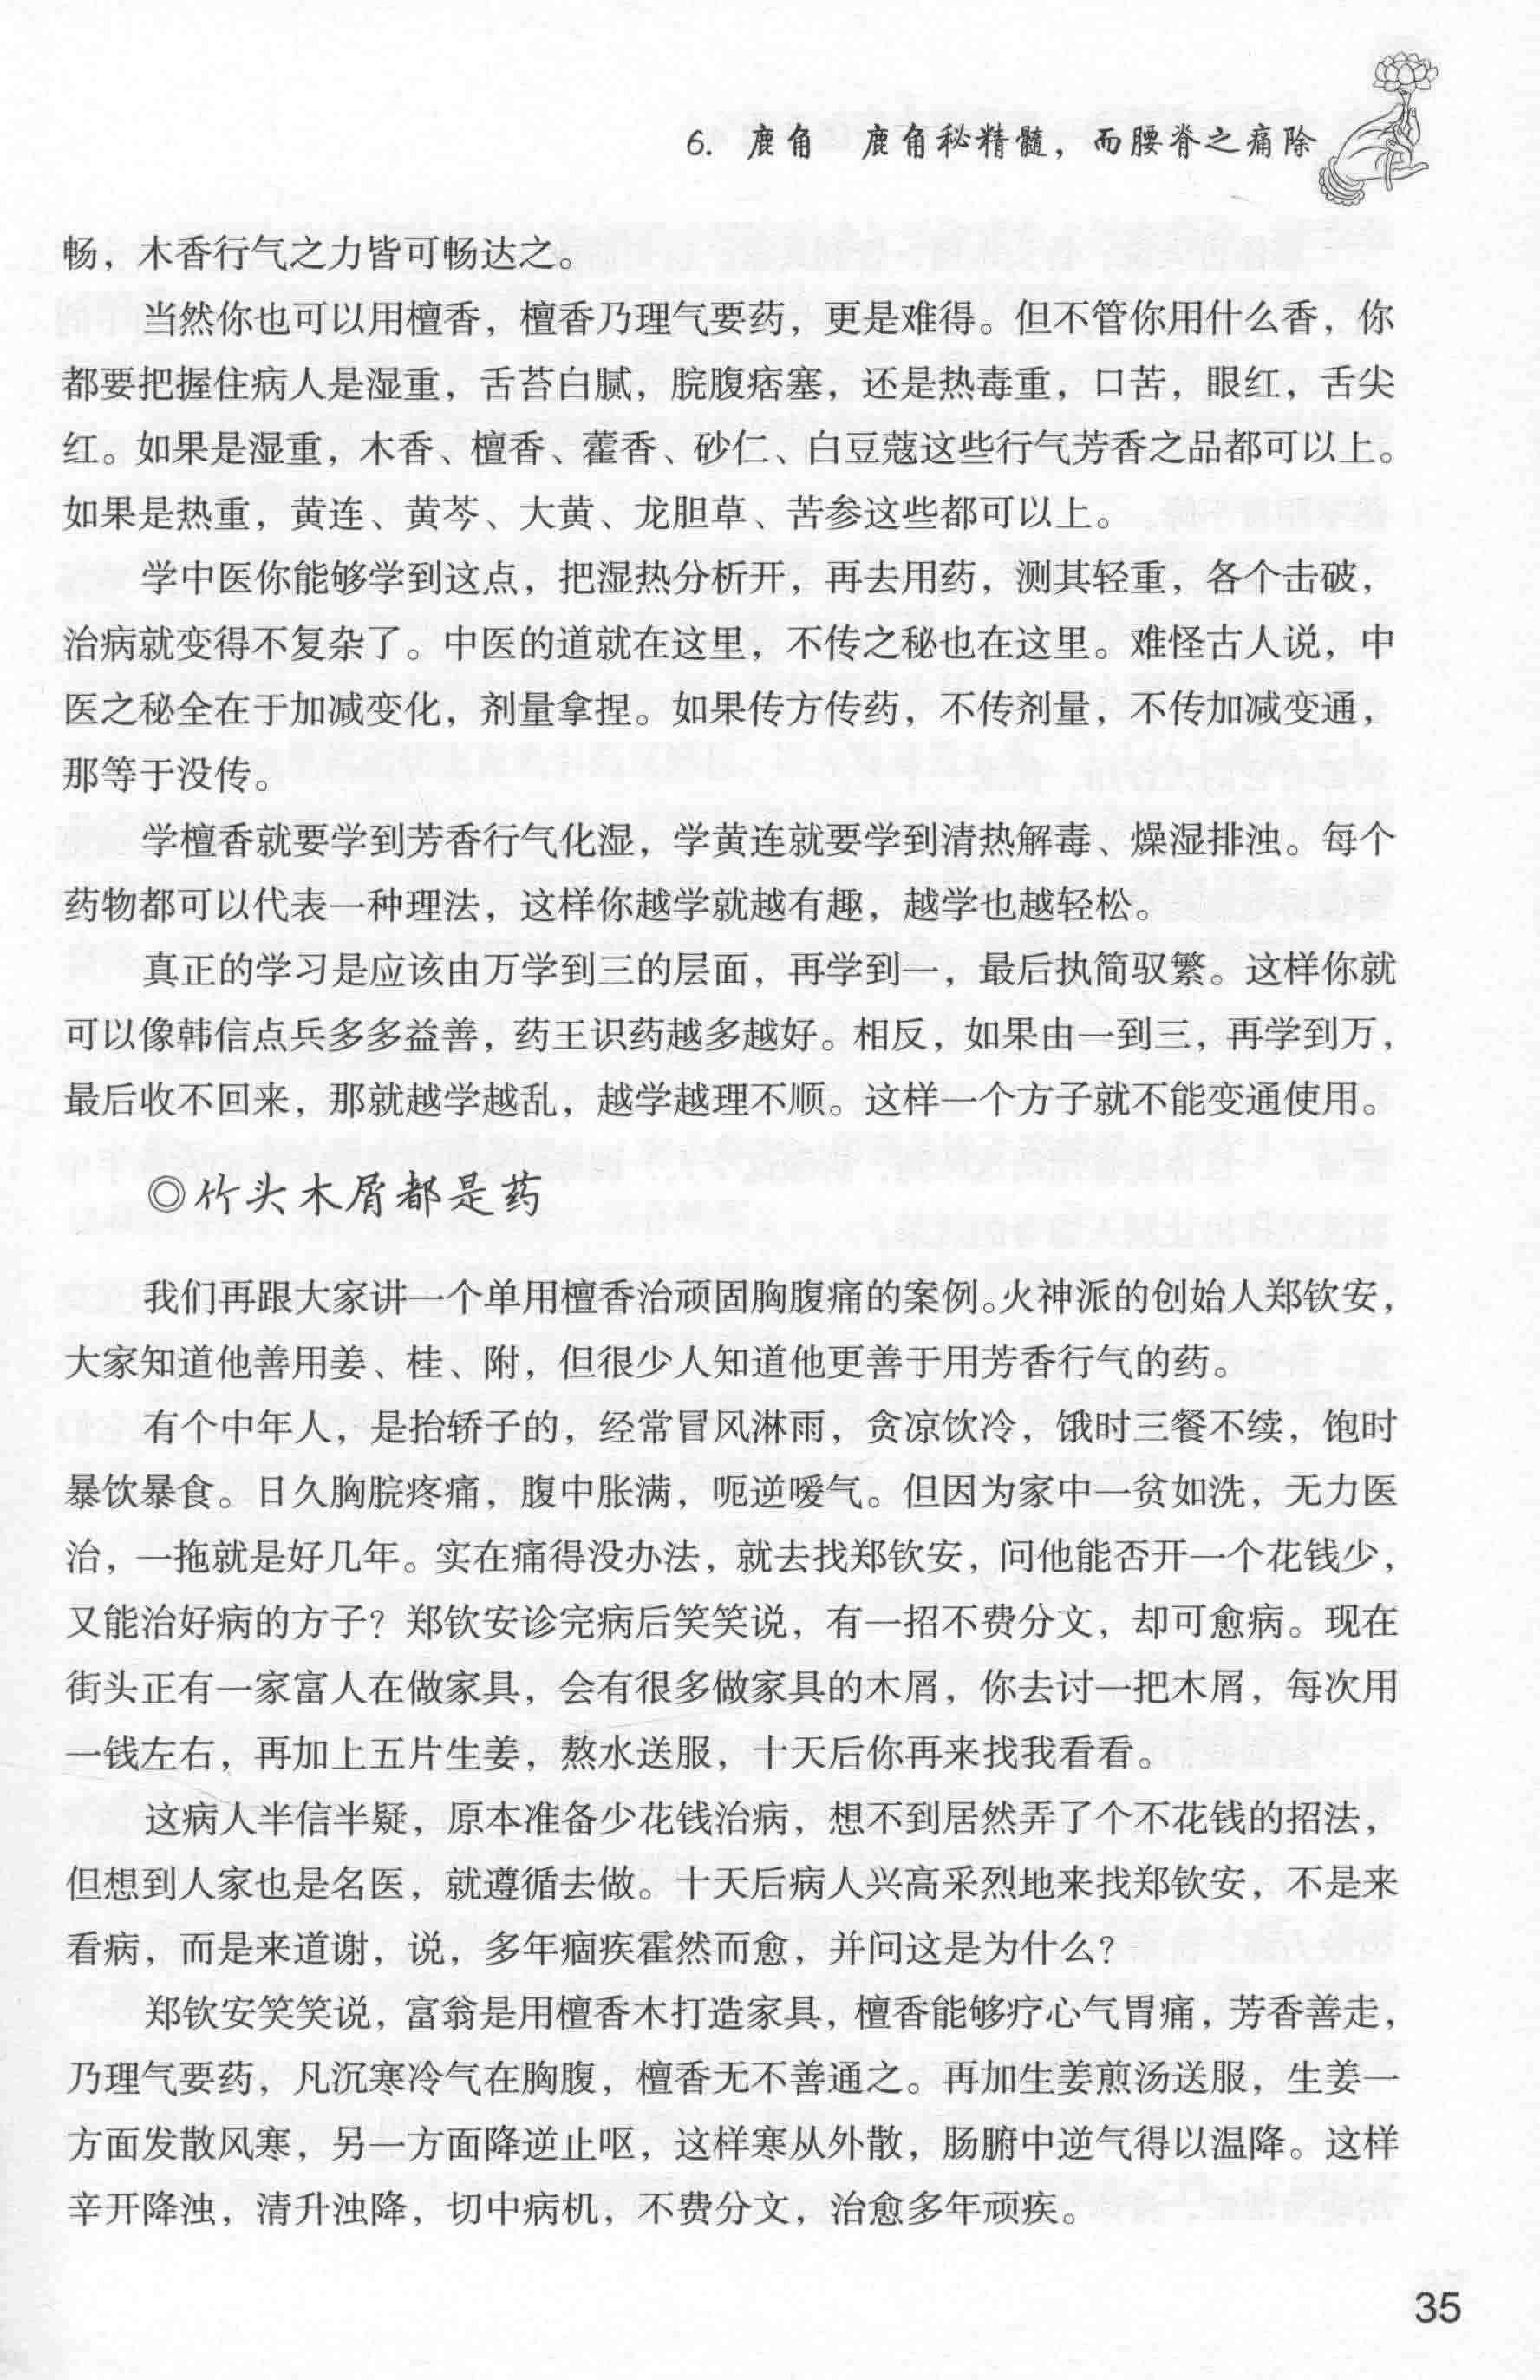 6. 鹿角　鹿角秘精髓，而腰脊之痛除
畅，木香行气之力皆可畅达之。
当然你也可以用檀香，檀香乃理气要药，更是难得。但不管你用什么香，你
都要把握住病人是湿重，舌苔白腻，脘腹痞塞，还是热毒重，口苦，眼红，舌尖
红。如果是湿重，木香、檀香、藿香、砂仁、白豆蔻这些行气芳香之品都可以上。
如果是热重，黄连、黄芩、大黄、龙胆草、苦参这些都可以上。
学中医你能够学到这点，把湿热分析开，再去用药，测其轻重，各个击破，
治病就变得不复杂了。中医的道就在这里，不传之秘也在这里。难怪古人说，中
医之秘全在于加减变化，剂量拿捏。如果传方传药，不传剂量，不传加减变通，
那等于没传。
学檀香就要学到芳香行气化湿，学黄连就要学到清热解毒、燥湿排浊。每个
药物都可以代表一种理法，这样你越学就越有趣，越学也越轻松。
真正的学习是应该由万学到三的层面，再学到一，最后执简驭繁。这样你就
可以像韩信点兵多多益善，药王识药越多越好。相反，如果由一到三，再学到万，
最后收不回来，那就越学越乱，越学越理不顺。这样一个方子就不能变通使用。
◎竹头木屑都是药
我们再跟大家讲一个单用檀香治顽固胸腹痛的案例。火神派的创始人郑钦安，
大家知道他善用姜、桂、附，但很少人知道他更善于用芳香行气的药。
有个中年人，是抬轿子的，经常冒风淋雨，贪凉饮冷，饿时三餐不续，饱时
暴饮暴食。日久胸脘疼痛，腹中胀满，呃逆嗳气。但因为家中一贫如洗，无力医
治，一拖就是好几年。实在痛得没办法，就去找郑钦安，问他能否开一个花钱少，
又能治好病的方子？郑钦安诊完病后笑笑说，有一招不费分文，却可愈病。现在
街头正有一家富人在做家具，会有很多做家具的木屑，你去讨一把木屑，每次用
一钱左右，再加上五片生姜，熬水送服，十天后你再来找我看看。
这病人半信半疑，原本准备少花钱治病，想不到居然弄了个不花钱的招法，
但想到人家也是名医，就遵循去做。十天后病人兴高采烈地来找郑钦安，不是来
看病，而是来道谢，说，多年痼疾霍然而愈，并问这是为什么？
郑钦安笑笑说，富翁是用檀香木打造家具，檀香能够疗心气胃痛，芳香善走，
乃理气要药，凡沉寒冷气在胸腹，檀香无不善通之。再加生姜煎汤送服，生姜一
方面发散风寒，另一方面降逆止呕，这样寒从外散，肠腑中逆气得以温降。这样
辛开降浊，清升浊降，切中病机，不费分文，治愈多年顽疾。
35